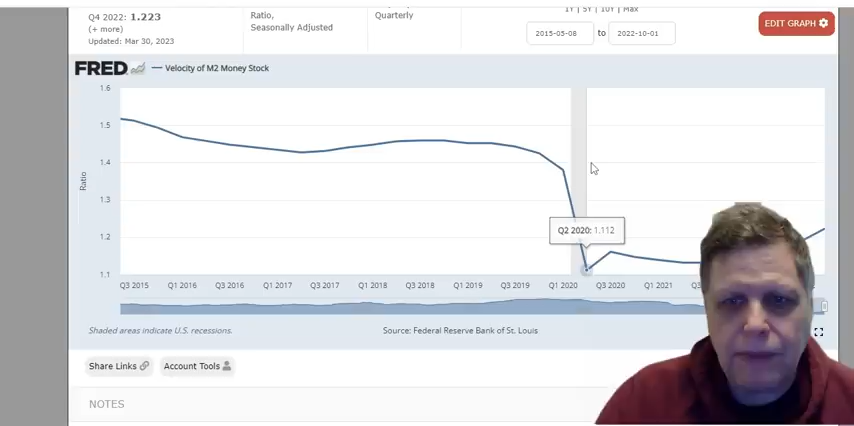 Q4 2022: 1.223
(+ more)
Updated: Mar 30, 2023
Ratio,
Seasonally Adjusted
Quarterly
1Y | 5Y | 10Y | Max
2015-05-08 to 2022-10-01
EDIT GRAPH
FRED
Velocity of M2 Money Stock
1.6
1.5
1.4
1.3
1.2
1.1
Ratio
Q2 2020: 1.112
Q3 2015 Q1 2016 Q3 2016 Q1 2017 Q3 2017 Q1 2018 Q3 2018 Q1 2019 Q3 2019 Q1 2020 Q3 2020 Q1 2021
Shaded areas indicate U.S. recessions.
Source: Federal Reserve Bank of St. Louis
Share Links
Account Tools
NOTES